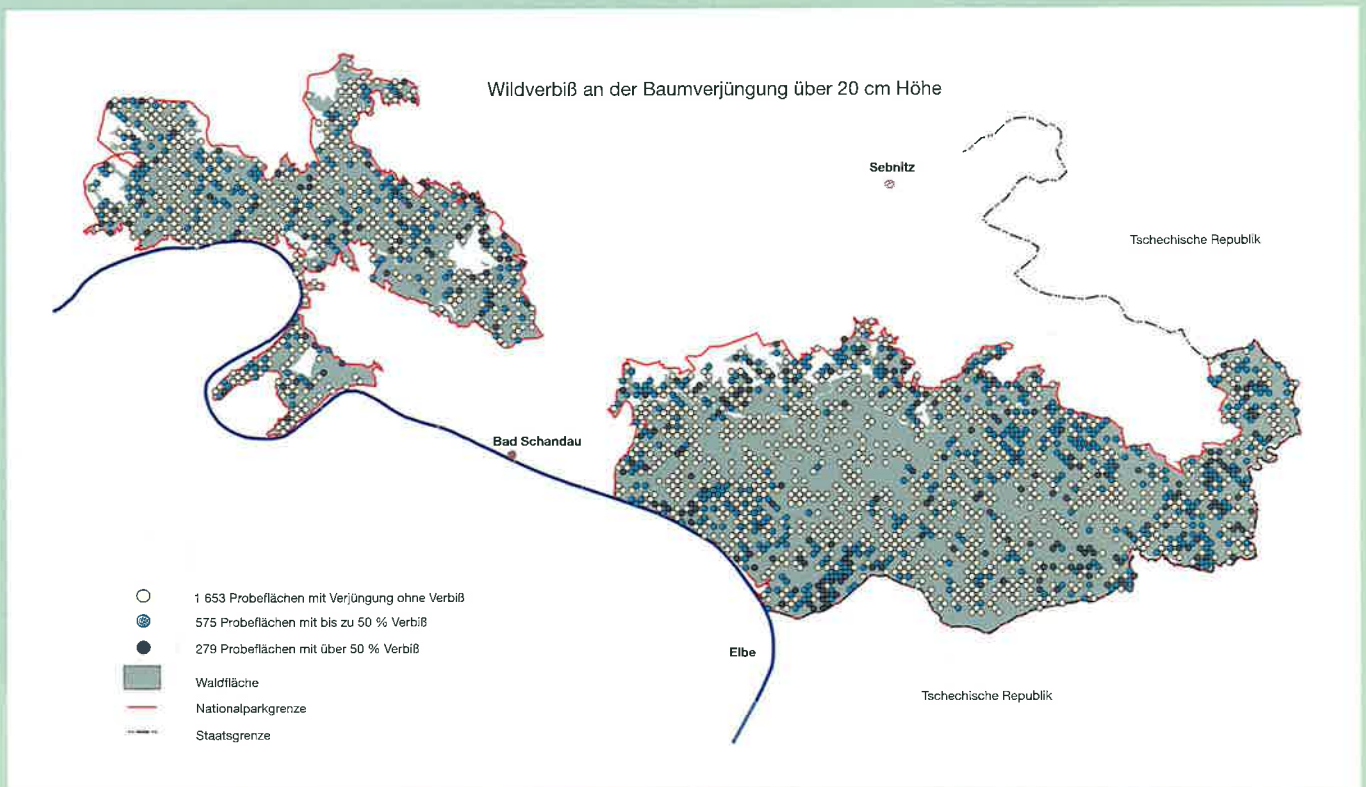 Wildverbiß an der Baumverjüngung über 20 cm Höhe
Sebnitz
Tschechische Republik
Bad Schandau
1 653 Probeflächen mit Verjüngung ohne Verbiß
575 Probeflächen mit bis zu 50 % Verbiß
279 Probeflächen mit über 50 % Verbiß
Elbe
Waldfläche
Tschechische Republik
Nationalparkgrenze
Staatsgrenze